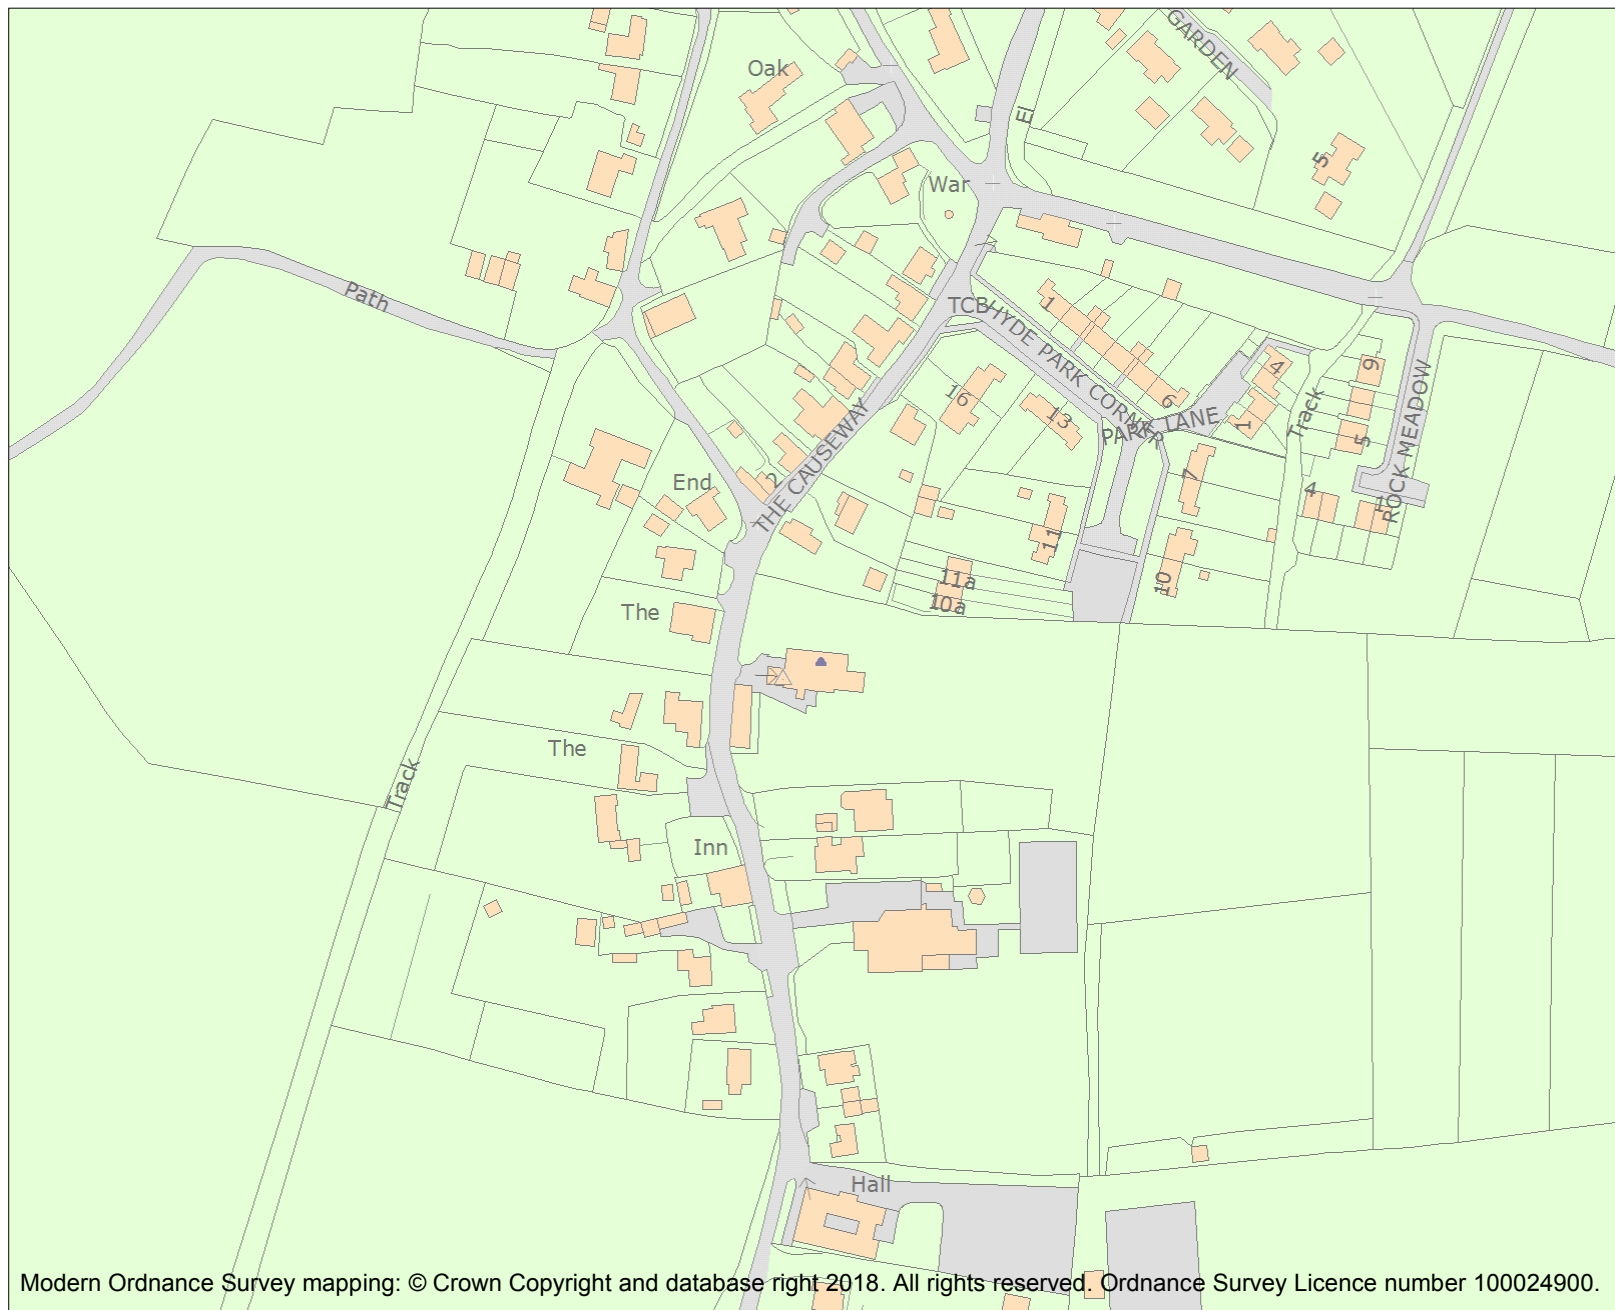 GARDEN
Oak
El
5
War
Path
TCB
HYDE PARK CORNER
1
16
13
6
4
1
PARK LANE
Track
9
5
ROCK MEADOW
THE CAUSEWAY
2
End
7
4
1
11
11a
10a
10
The
The
Track
Inn
Hall
Modern Ordnance Survey mapping: © Crown Copyright and database right 2018. All rights reserved. Ordnance Survey Licence number 100024900.